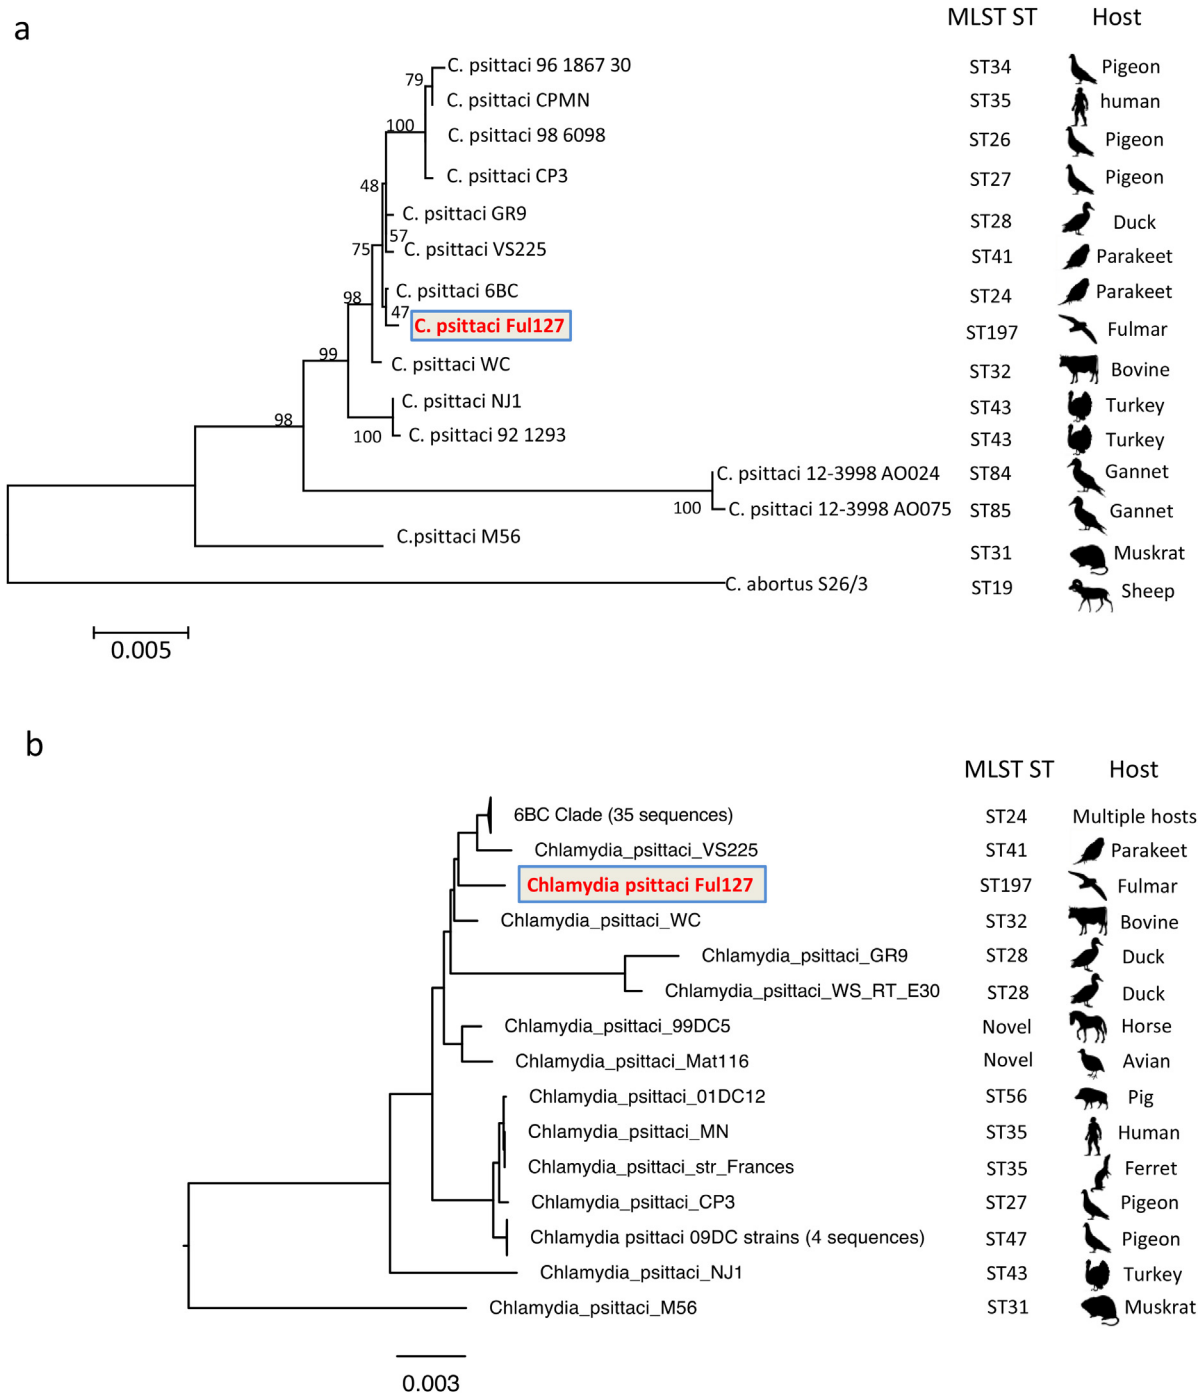 a
MLST ST Host
79 C. psittaci 96 1867 30 ST34 Pigeon
C. psittaci CPMN ST35 human
100 C. psittaci 98 6098 ST26 Pigeon
C. psittaci CP3 ST27 Pigeon
48 C. psittaci GR9 ST28 Duck
57 C. psittaci VS225 ST41 Parakeet
75
98 C. psittaci 6BC ST24 Parakeet
47 C. psittaci Ful127 ST197 Fulmar
99 C. psittaci WC ST32 Bovine
C. psittaci NJ1 ST43 Turkey
100 C. psittaci 92 1293 ST43 Turkey
98
C. psittaci 12-3998 AO024 ST84 Gannet
100 C. psittaci 12-3998 AO075 ST85 Gannet
C.psittaci M56 ST31 Muskrat
C. abortus S26/3 ST19 Sheep
0.005
b
MLST ST Host
6BC Clade (35 sequences) ST24 Multiple hosts
Chlamydia_psittaci_VS225 ST41 Parakeet
Chlamydia psittaci Ful127 ST197 Fulmar
Chlamydia_psittaci_WC ST32 Bovine
Chlamydia_psittaci_GR9 ST28 Duck
Chlamydia_psittaci_WS_RT_E30 ST28 Duck
Chlamydia_psittaci_99DC5 Novel Horse
Chlamydia_psittaci_Mat116 Novel Avian
Chlamydia_psittaci_01DC12 ST56 Pig
Chlamydia_psittaci_MN ST35 Human
Chlamydia_psittaci_str_Frances ST35 Ferret
Chlamydia_psittaci_CP3 ST27 Pigeon
Chlamydia psittaci 09DC strains (4 sequences) ST47 Pigeon
Chlamydia_psittaci_NJ1 ST43 Turkey
Chlamydia_psittaci_M56 ST31 Muskrat
0.003